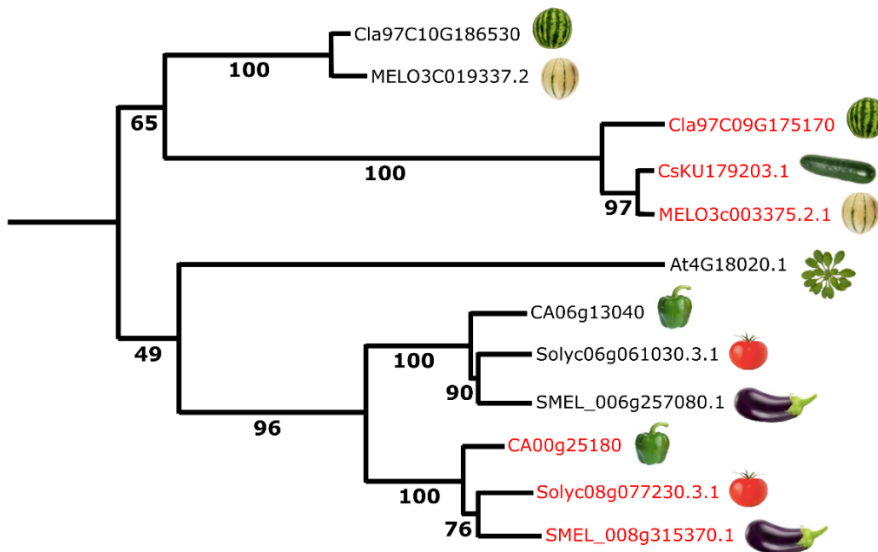 Cla97C10G186530
100
MELO3C019337.2
65
Cla97C09G175170
100
CsKU179203.1
97
MELO3c003375.2.1
At4G18020.1
CA06g13040
49
100
Solyc06g061030.3.1
90
SMEL_006g257080.1
96
CA00g25180
100
Solyc08g077230.3.1
76
SMEL_008g315370.1